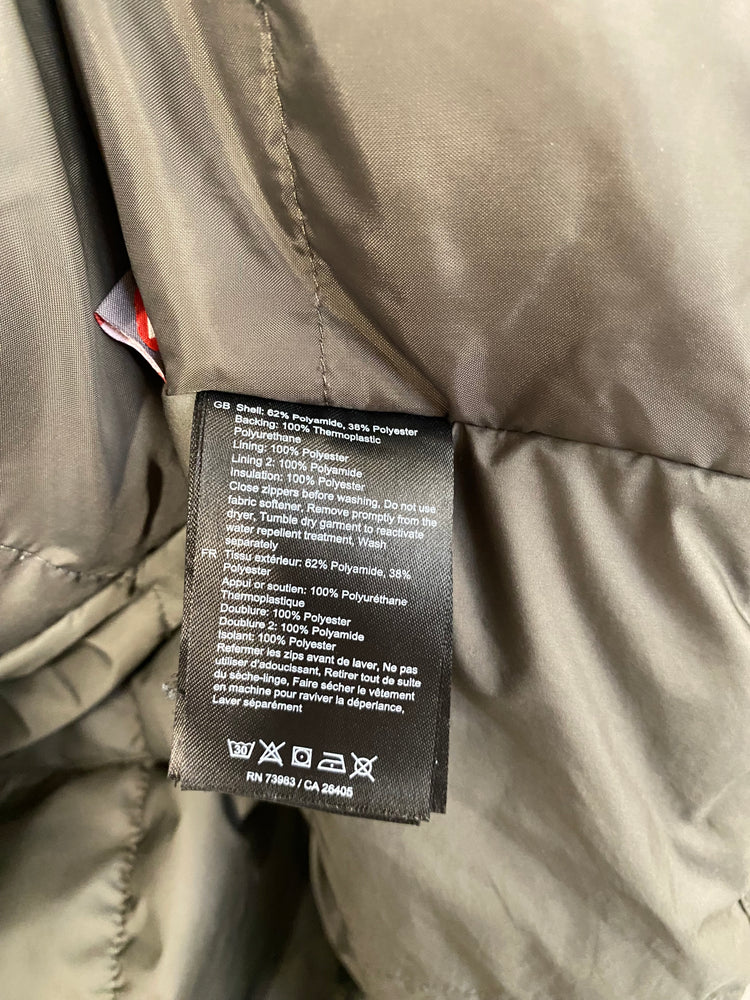 GB Shell: 62% Polyamide, 38% Polyester
Backing: 100% Thermoplastic
Polyurethane
Lining: 100% Polyester
Lining 2: 100% Polyamide
Insulation: 100% Polyester
Close zippers before washing, Do not use
fabric softener, Remove promptly from the
dryer, Tumble dry garment to reactivate
water repellent treatment, Wash
separately
FR Tissu extérieur: 62% Polyamide, 38%
Polyester
Appui or soutien: 100% Polyuréthane
Thermoplastique
Doublure: 100% Polyester
Doublure 2: 100% Polyamide
Isolant: 100% Polyester
Refermer les zips avant de laver, Ne pas
utiliser d'adoucissant, Retirer tout de suite
du sèche-linge, Faire sécher le vêtement
en machine pour raviver la déperlance,
Laver séparément
30
RN 73983 / CA 26405